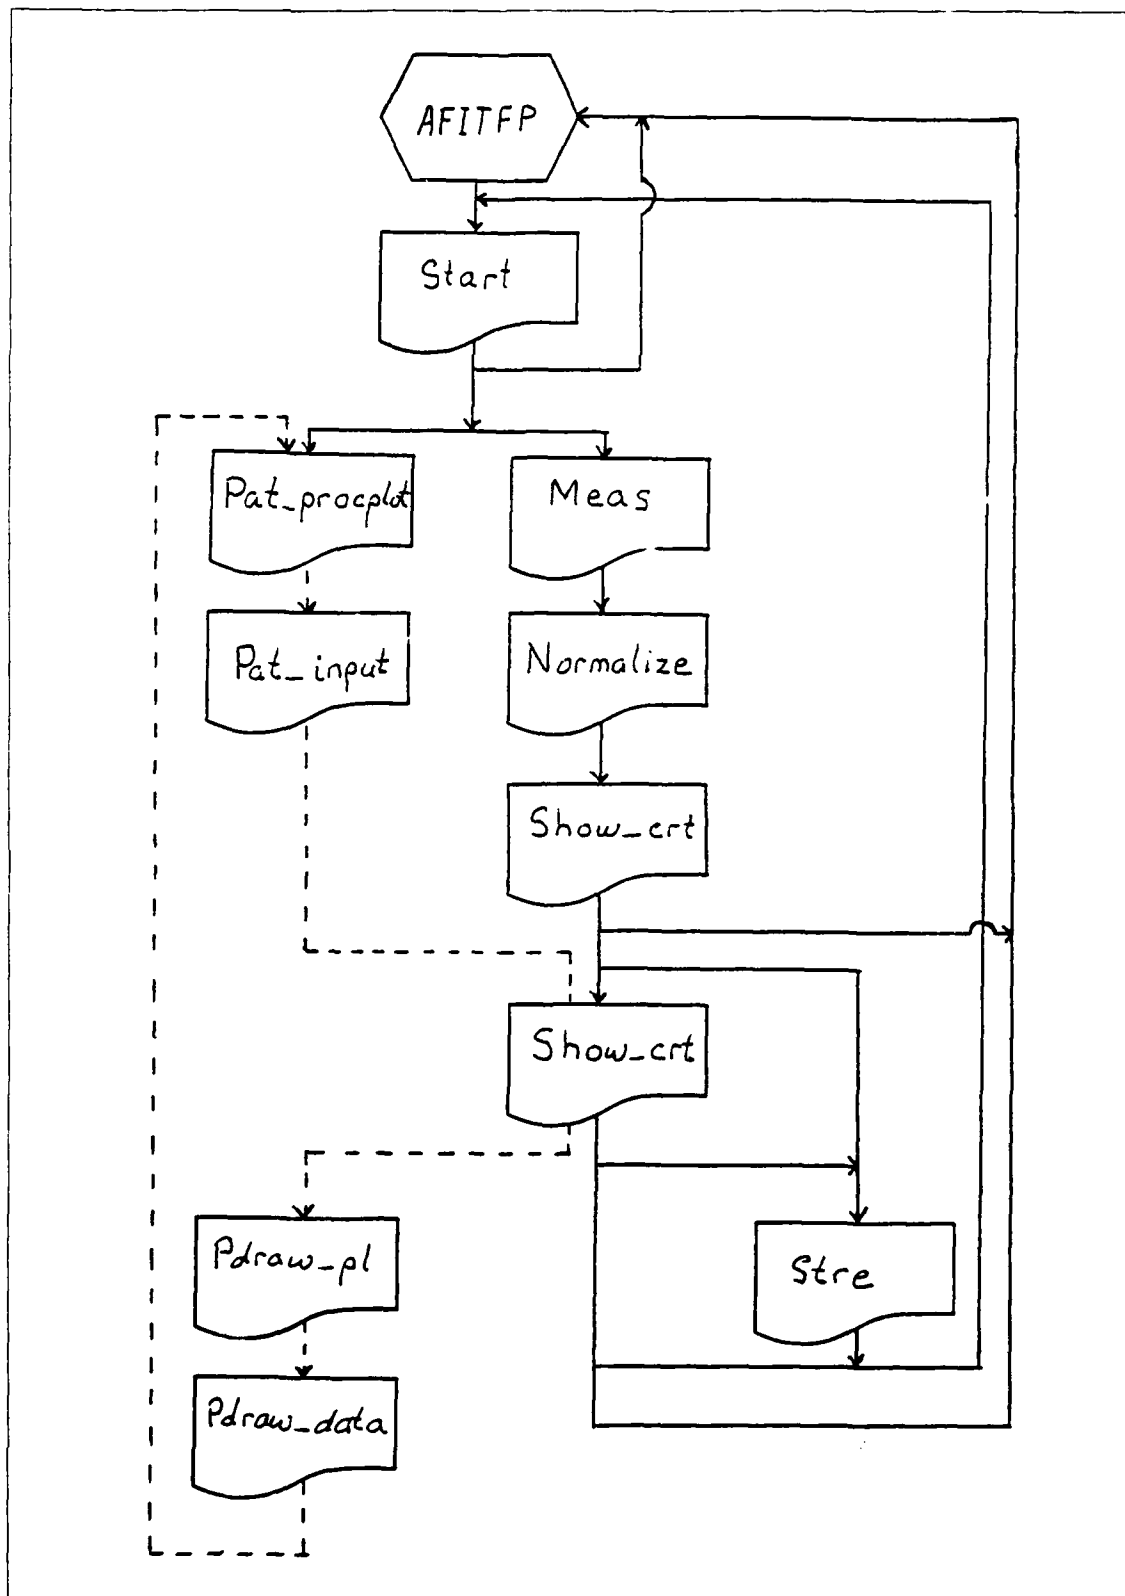 AFITFP
Start
Pat_procplot
Meas
Pat_input
Normalize
Show_crt
Show_crt
Pdraw_pl
Stre
Pdraw_data